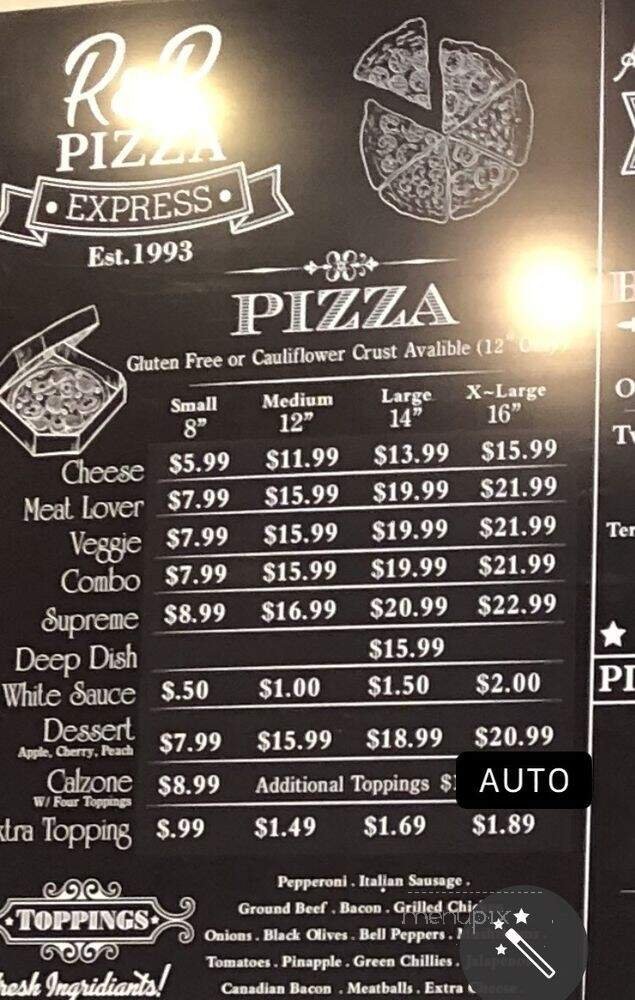 R&R
PIZZA
• EXPRESS •
Est.1993
PIZZA
Gluten Free or Cauliflower Crust Avalible (12"
Small Medium Large X~Large
8" 12" 14" 16"
Cheese $5.99 $11.99 $13.99 $15.99
Meat Lover $7.99 $15.99 $19.99 $21.99
Veggie $7.99 $15.99 $19.99 $21.99
Combo $7.99 $15.99 $19.99 $21.99
Supreme $8.99 $16.99 $20.99 $22.99
Deep Dish $15.99
White Sauce $.50 $1.00 $1.50 $2.00
Dessert $7.99 $15.99 $18.99 $20.99
Apple, Cherry, Peach
Calzone $8.99 Additional Toppings
W/ Four Toppings
AUTO
Topping $.99 $1.49 $1.69 $1.89
•TOPPINGS•
Ingridiants!
Pepperoni . Italian Sausage .
Ground Beef . Bacon . Grilled
menupix
Onions . Black Olives . Bell Peppers .
Tomatoes . Pinapple . Green Chillies .
Canadian Bacon . Meatballs . Extra